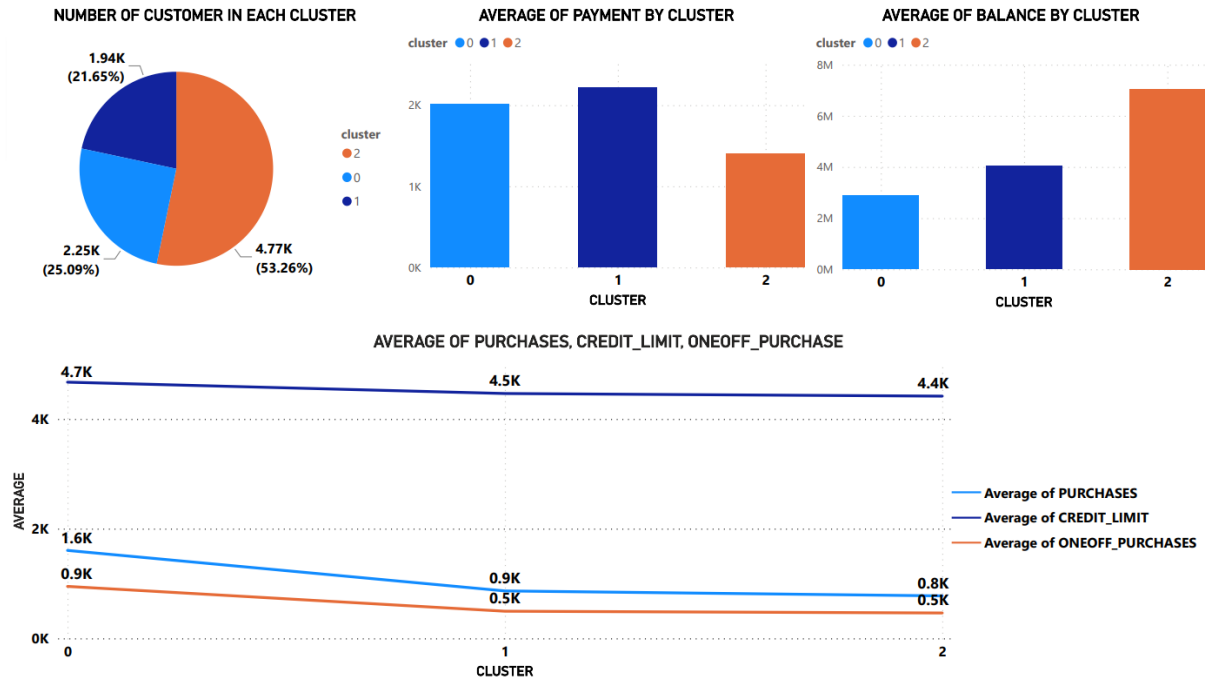 NUMBER OF CUSTOMER IN EACH CLUSTER
1.94K
(21.65%)
2.25K
(25.09%)
4.77K
(53.26%)
cluster
2
0
1
AVERAGE OF PAYMENT BY CLUSTER
cluster 0 1 2
2K
1K
0K
0 1 2
CLUSTER
AVERAGE OF BALANCE BY CLUSTER
cluster 0 1 2
8M
6M
4M
2M
0M
0 1 2
CLUSTER
AVERAGE OF PURCHASES, CREDIT_LIMIT, ONEOFF_PURCHASE
AVERAGE
4K
2K
0K
4.7K 4.5K 4.4K
1.6K 0.9K 0.8K
0.9K 0.5K 0.5K
0 1 2
CLUSTER
Average of PURCHASES
Average of CREDIT_LIMIT
Average of ONEOFF_PURCHASES